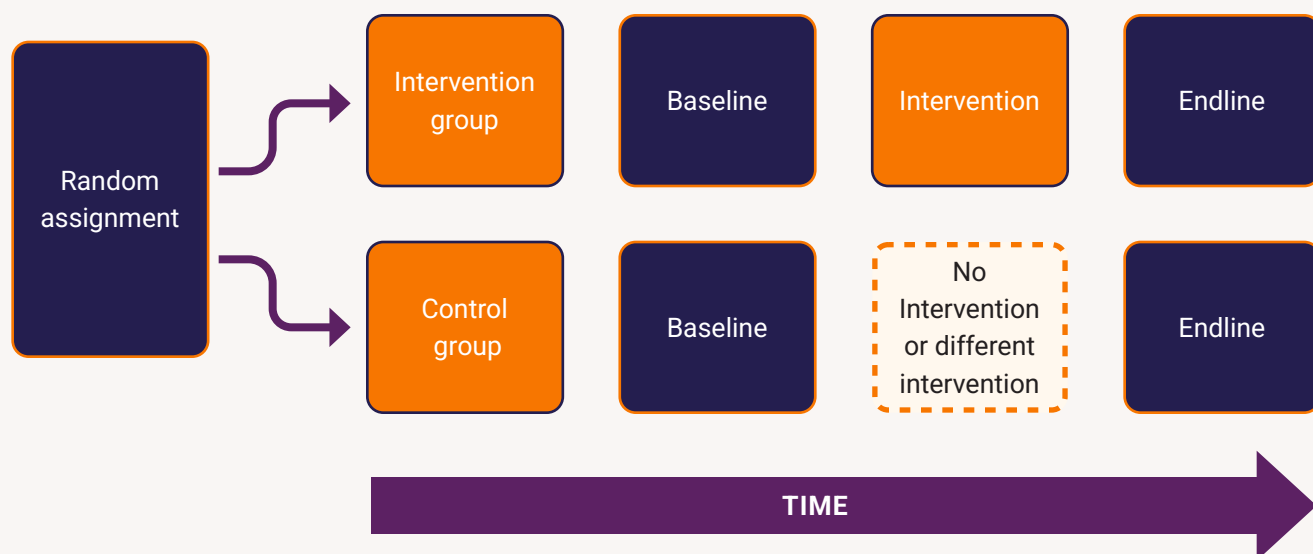 Random
assignment
Intervention
group
Baseline
Intervention
Endline
Control
group
Baseline
No
Intervention
or different
intervention
Endline
TIME